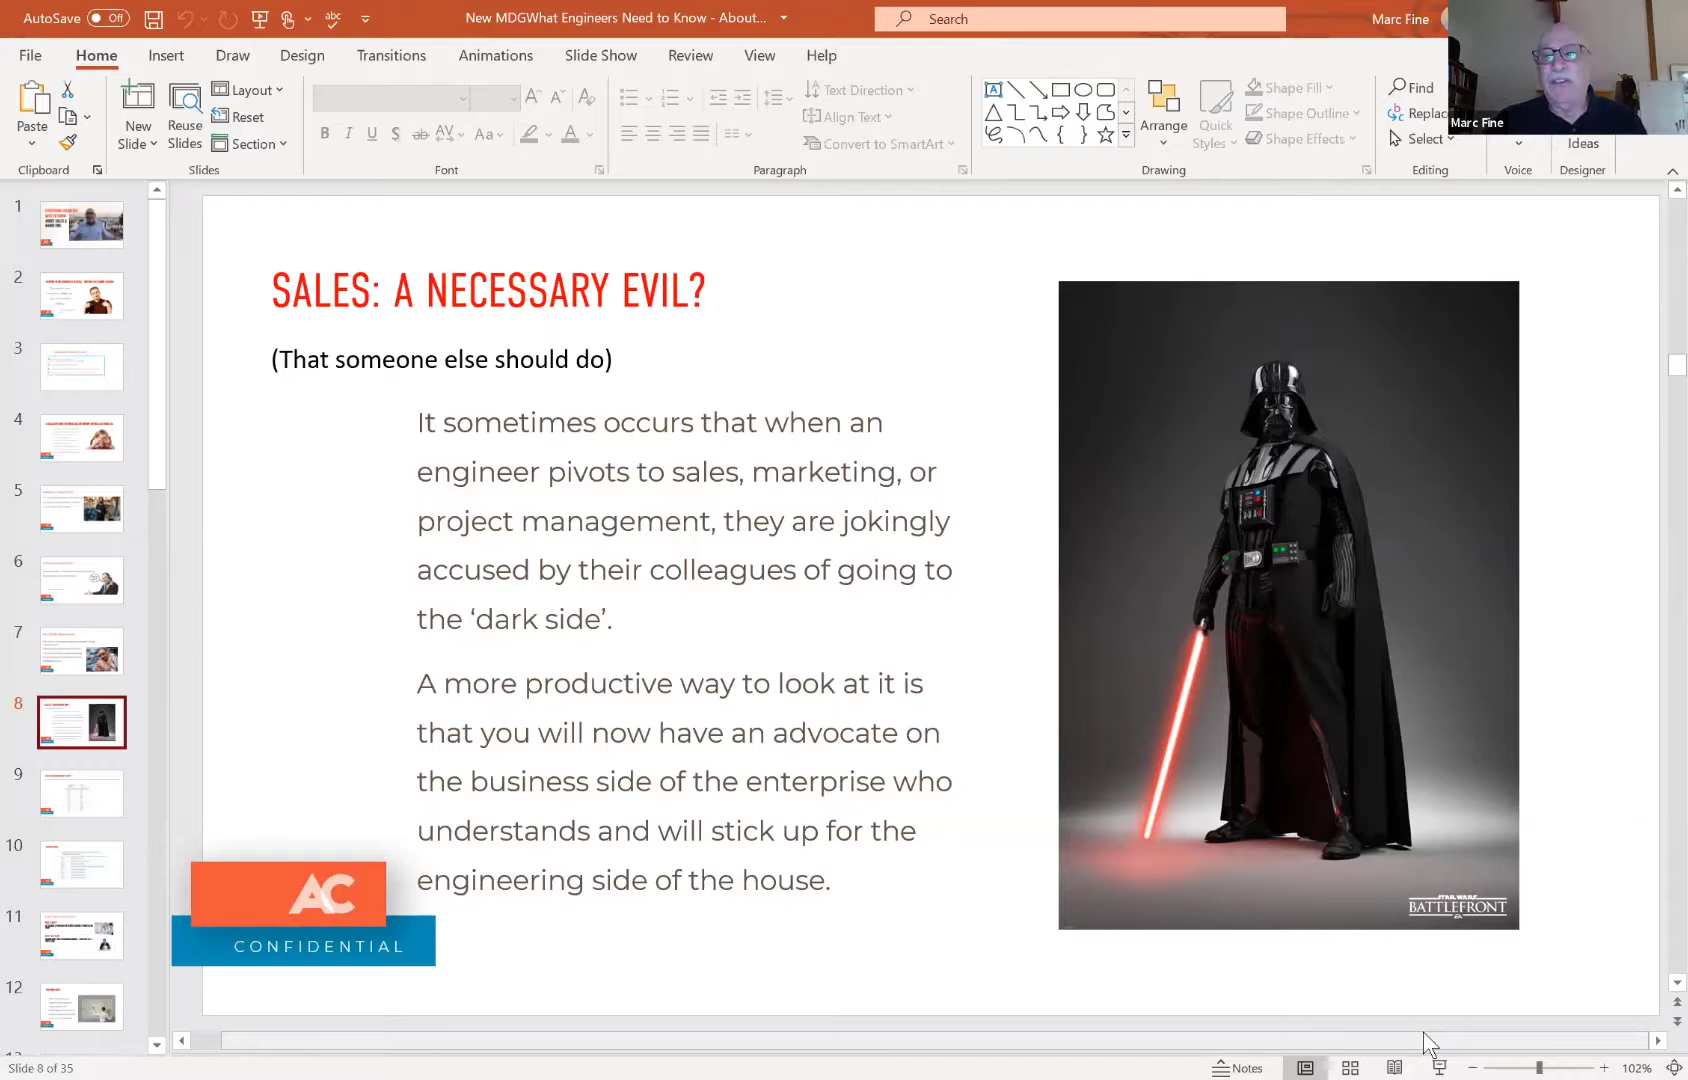 AutoSave Off
New MDGWhat Engineers Need to Know - About...
Search
Marc Fine
File Home Insert Draw Design Transitions Animations Slide Show Review View Help
Paste
New Slide
Reuse Slides
Layout
Reset
Section
Text Direction
Align Text
Convert to SmartArt
Arrange
Quick Styles
Shape Fill
Shape Outline
Shape Effects
Find
Replac
Select
Ideas
Marc Fine
Clipboard
Slides
Font
Paragraph
Drawing
Editing
Voice
Designer
1
2
3
4
5
6
7
8
9
10
11
12
SALES: A NECESSARY EVIL?
(That someone else should do)
It sometimes occurs that when an
engineer pivots to sales, marketing, or
project management, they are jokingly
accused by their colleagues of going to
the ‘dark side’.
A more productive way to look at it is
that you will now have an advocate on
the business side of the enterprise who
understands and will stick up for the
engineering side of the house.
AC
CONFIDENTIAL
STAR WARS
BATTLEFRONT
EA
Slide 8 of 35
Notes
102%